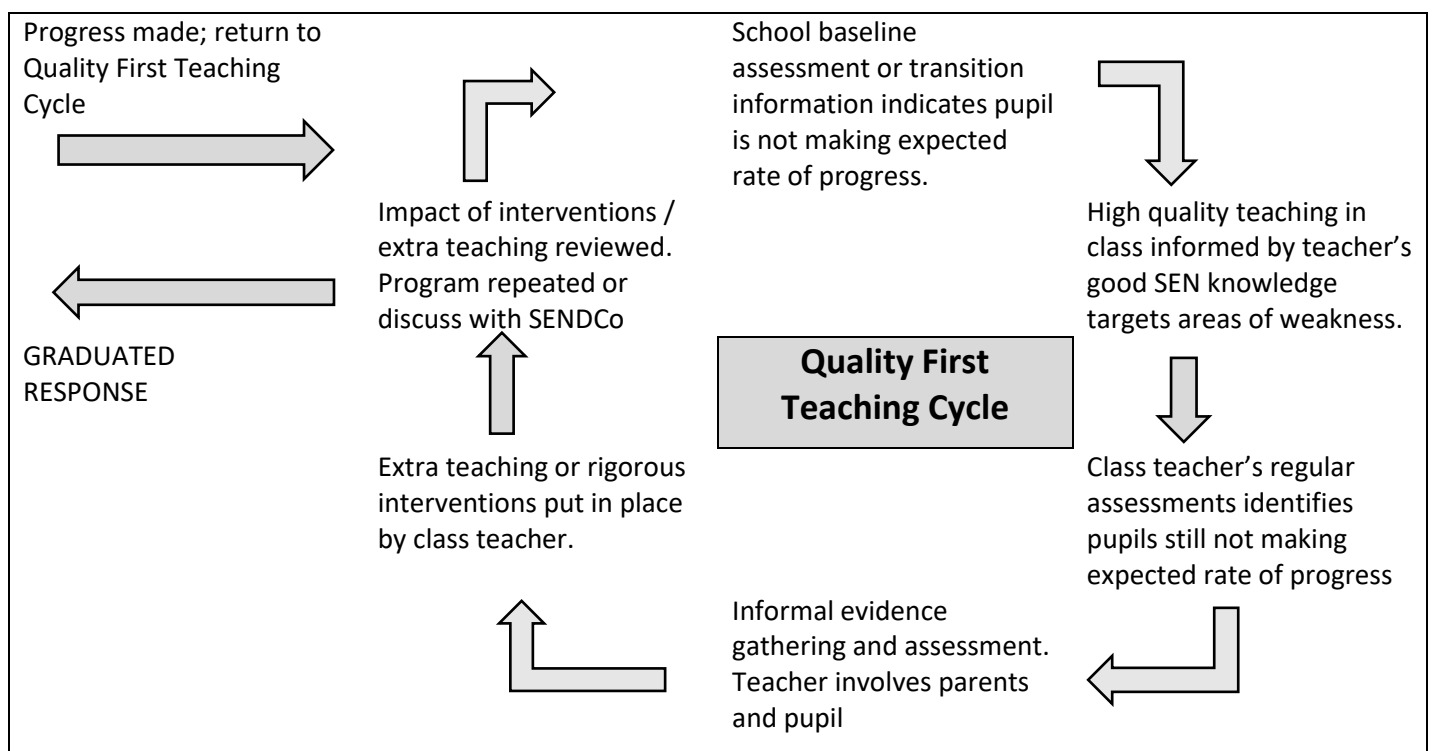 Progress made; return to
Quality First Teaching
Cycle
GRADUATED
RESPONSE
School baseline
assessment or transition
information indicates pupil
is not making expected
rate of progress.
High quality teaching in
class informed by teacher’s
good SEN knowledge
targets areas of weakness.
Class teacher’s regular
assessments identifies
pupils still not making
expected rate of progress
Informal evidence
gathering and assessment.
Teacher involves parents
and pupil
Extra teaching or rigorous
interventions put in place
by class teacher.
Impact of interventions /
extra teaching reviewed.
Program repeated or
discuss with SENDCo
Quality First
Teaching Cycle